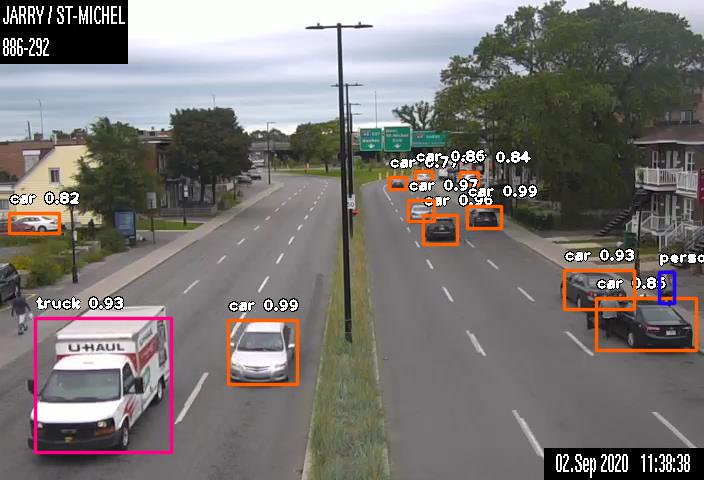 JARRY / ST-MICHEL
886-292
car 0.86
0.84
car 0.97
car 0.99
car 0.96
car 0.82
car 0.93
perso
car 0.85
truck 0.93
car 0.99
U-HAUL
02.Sep 2020 11:38:38